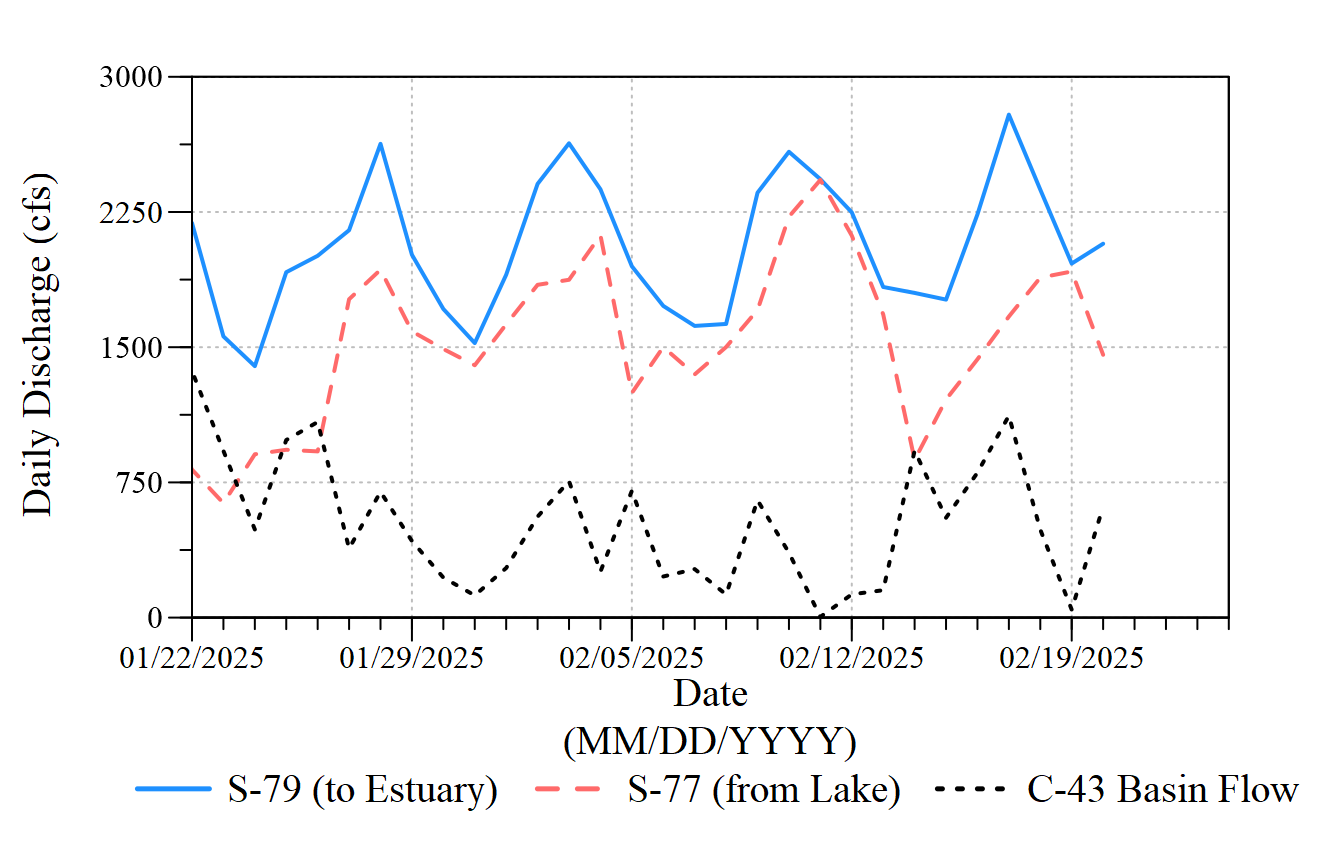 3000
2250
1500
750
0
Daily Discharge (cfs)
01/22/2025 01/29/2025 02/05/2025 02/12/2025 02/19/2025
Date
(MM/DD/YYYY)
S-79 (to Estuary) S-77 (from Lake) C-43 Basin Flow